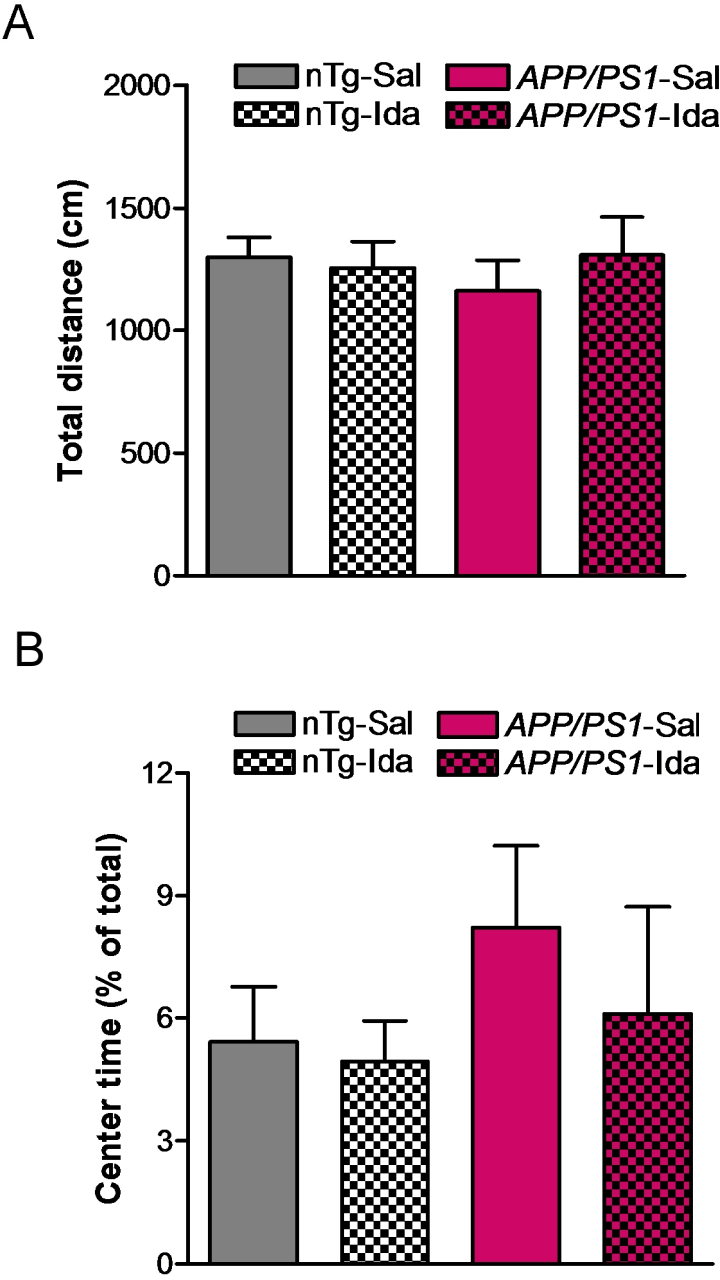 A
nTg-Sal APP/PS1-Sal
nTg-Ida APP/PS1-Ida
2000
1500
1000
500
0
Total distance (cm)
B
nTg-Sal APP/PS1-Sal
nTg-Ida APP/PS1-Ida
12
9
6
3
0
Center time (% of total)